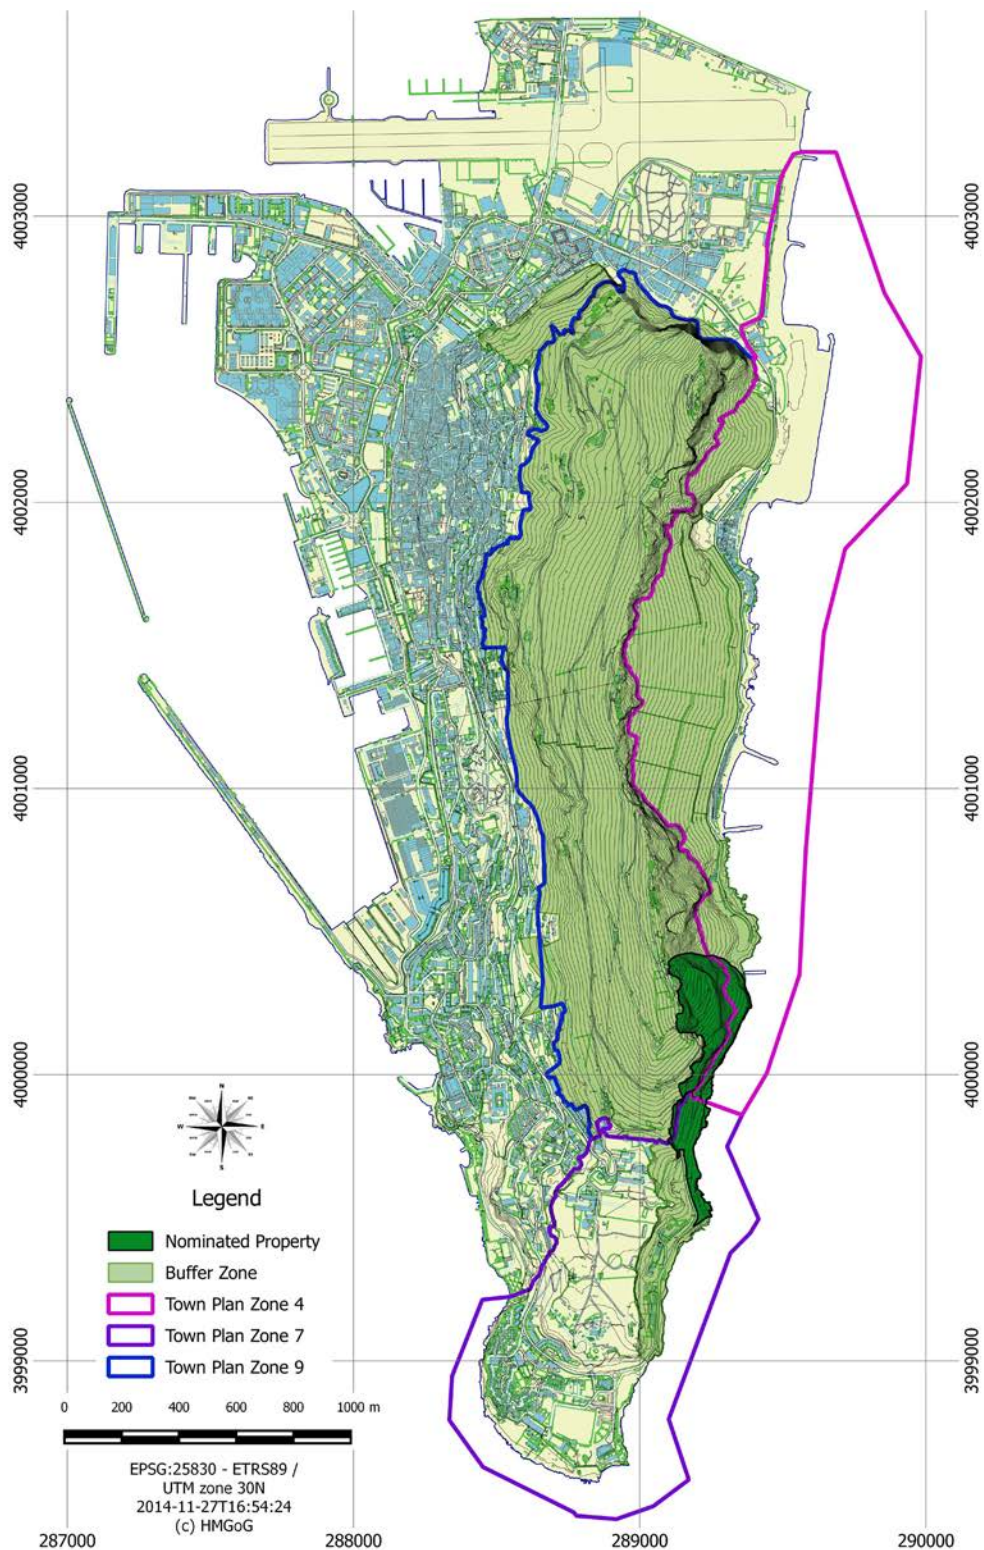 4003000
4003000
4002000
4002000
4001000
4001000
4000000
4000000
N
W
E
S
Legend
Nominated Property
Buffer Zone
Town Plan Zone 4
Town Plan Zone 7
Town Plan Zone 9
3999000
3999000
0 200 400 600 800 1000 m
EPSG:25830 - ETRS89 /
UTM zone 30N
2014-11-27T16:54:24
(c) HMGoG
287000 288000 289000 290000